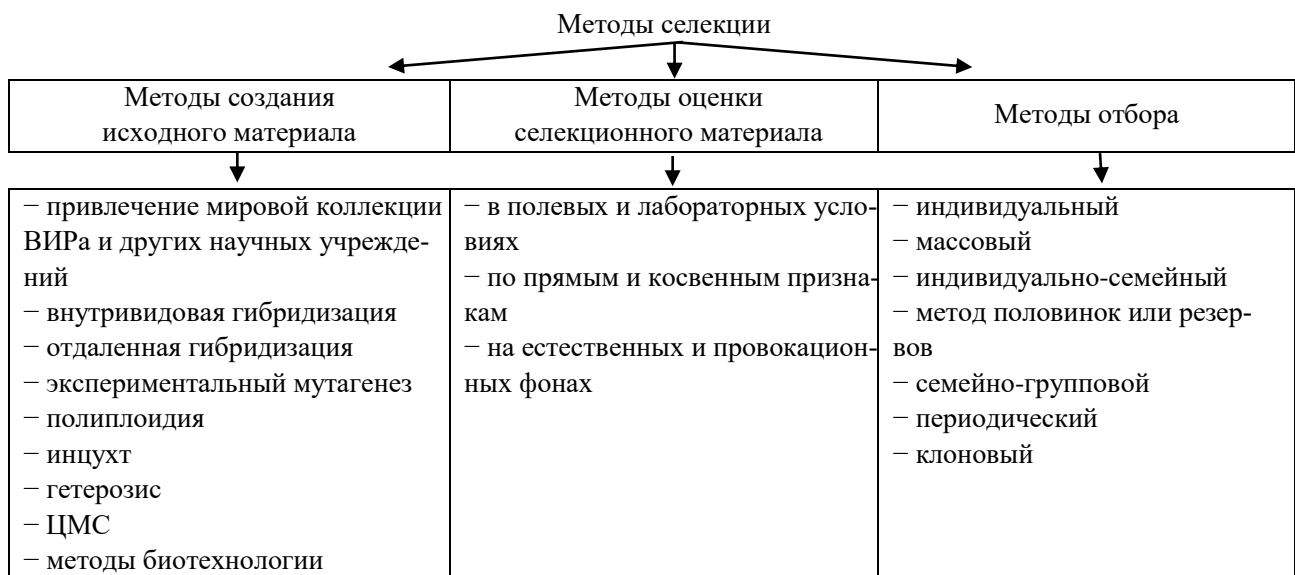 Методы селекции
Методы создания
исходного материала
Методы оценки
селекционного материала
Методы отбора
− привлечение мировой коллекции
ВИРа и других научных учрежде-
ний
− внутривидовая гибридизация
− отдаленная гибридизация
− экспериментальный мутагенез
− полиплоидия
− инцухт
− гетерозис
− ЦМС
− методы биотехнологии
− в полевых и лабораторных усло-
виях
− по прямым и косвенным призна-
кам
− на естественных и провокацион-
ных фонах
− индивидуальный
− массовый
− индивидуально-семейный
− метод половинок или резер-
вов
− семейно-групповой
− периодический
− клоновый